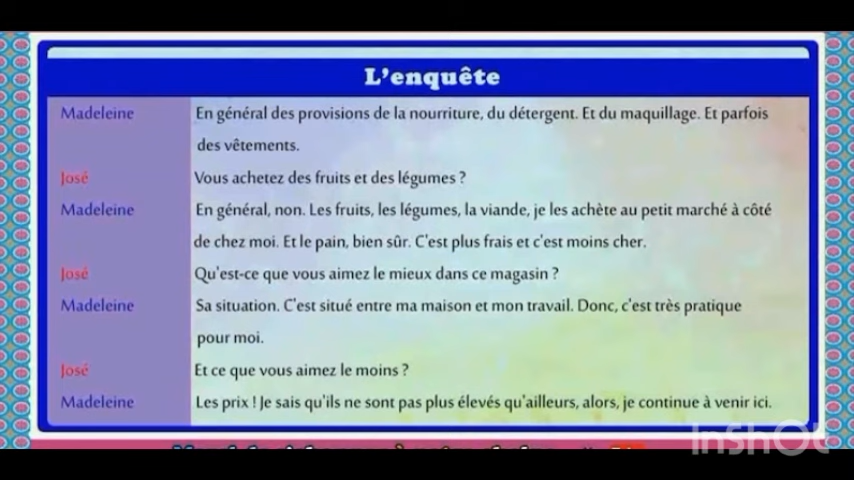 L'enquête
Madeleine En général des provisions de la nourriture, du détergent. Et du maquillage. Et parfois
des vêtements.
José Vous achetez des fruits et des légumes ?
Madeleine En général, non. Les fruits, les légumes, la viande, je les achète au petit marché à côté
de chez moi. Et le pain, bien sûr. C'est plus frais et c'est moins cher.
José Qu'est-ce que vous aimez le mieux dans ce magasin ?
Madeleine Sa situation. C'est situé entre ma maison et mon travail. Donc, c'est très pratique
pour moi.
José Et ce que vous aimez le moins ?
Madeleine Les prix ! Je sais qu'ils ne sont pas plus élevés qu'ailleurs, alors, je continue à venir ici.
InShOt